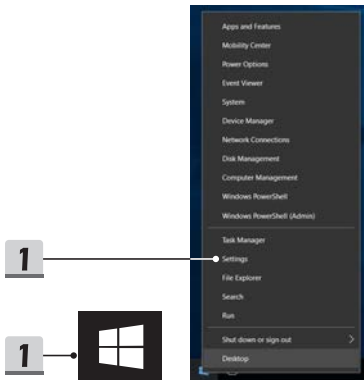 Apps and Features
Mobility Center
Power Options
Event Viewer
System
Device Manager
Network Connections
Disk Management
Computer Management
Windows PowerShell
Windows PowerShell (Admin)
Task Manager
1 Settings
File Explorer
Search
Run
Shut down or sign out
1
Desktop